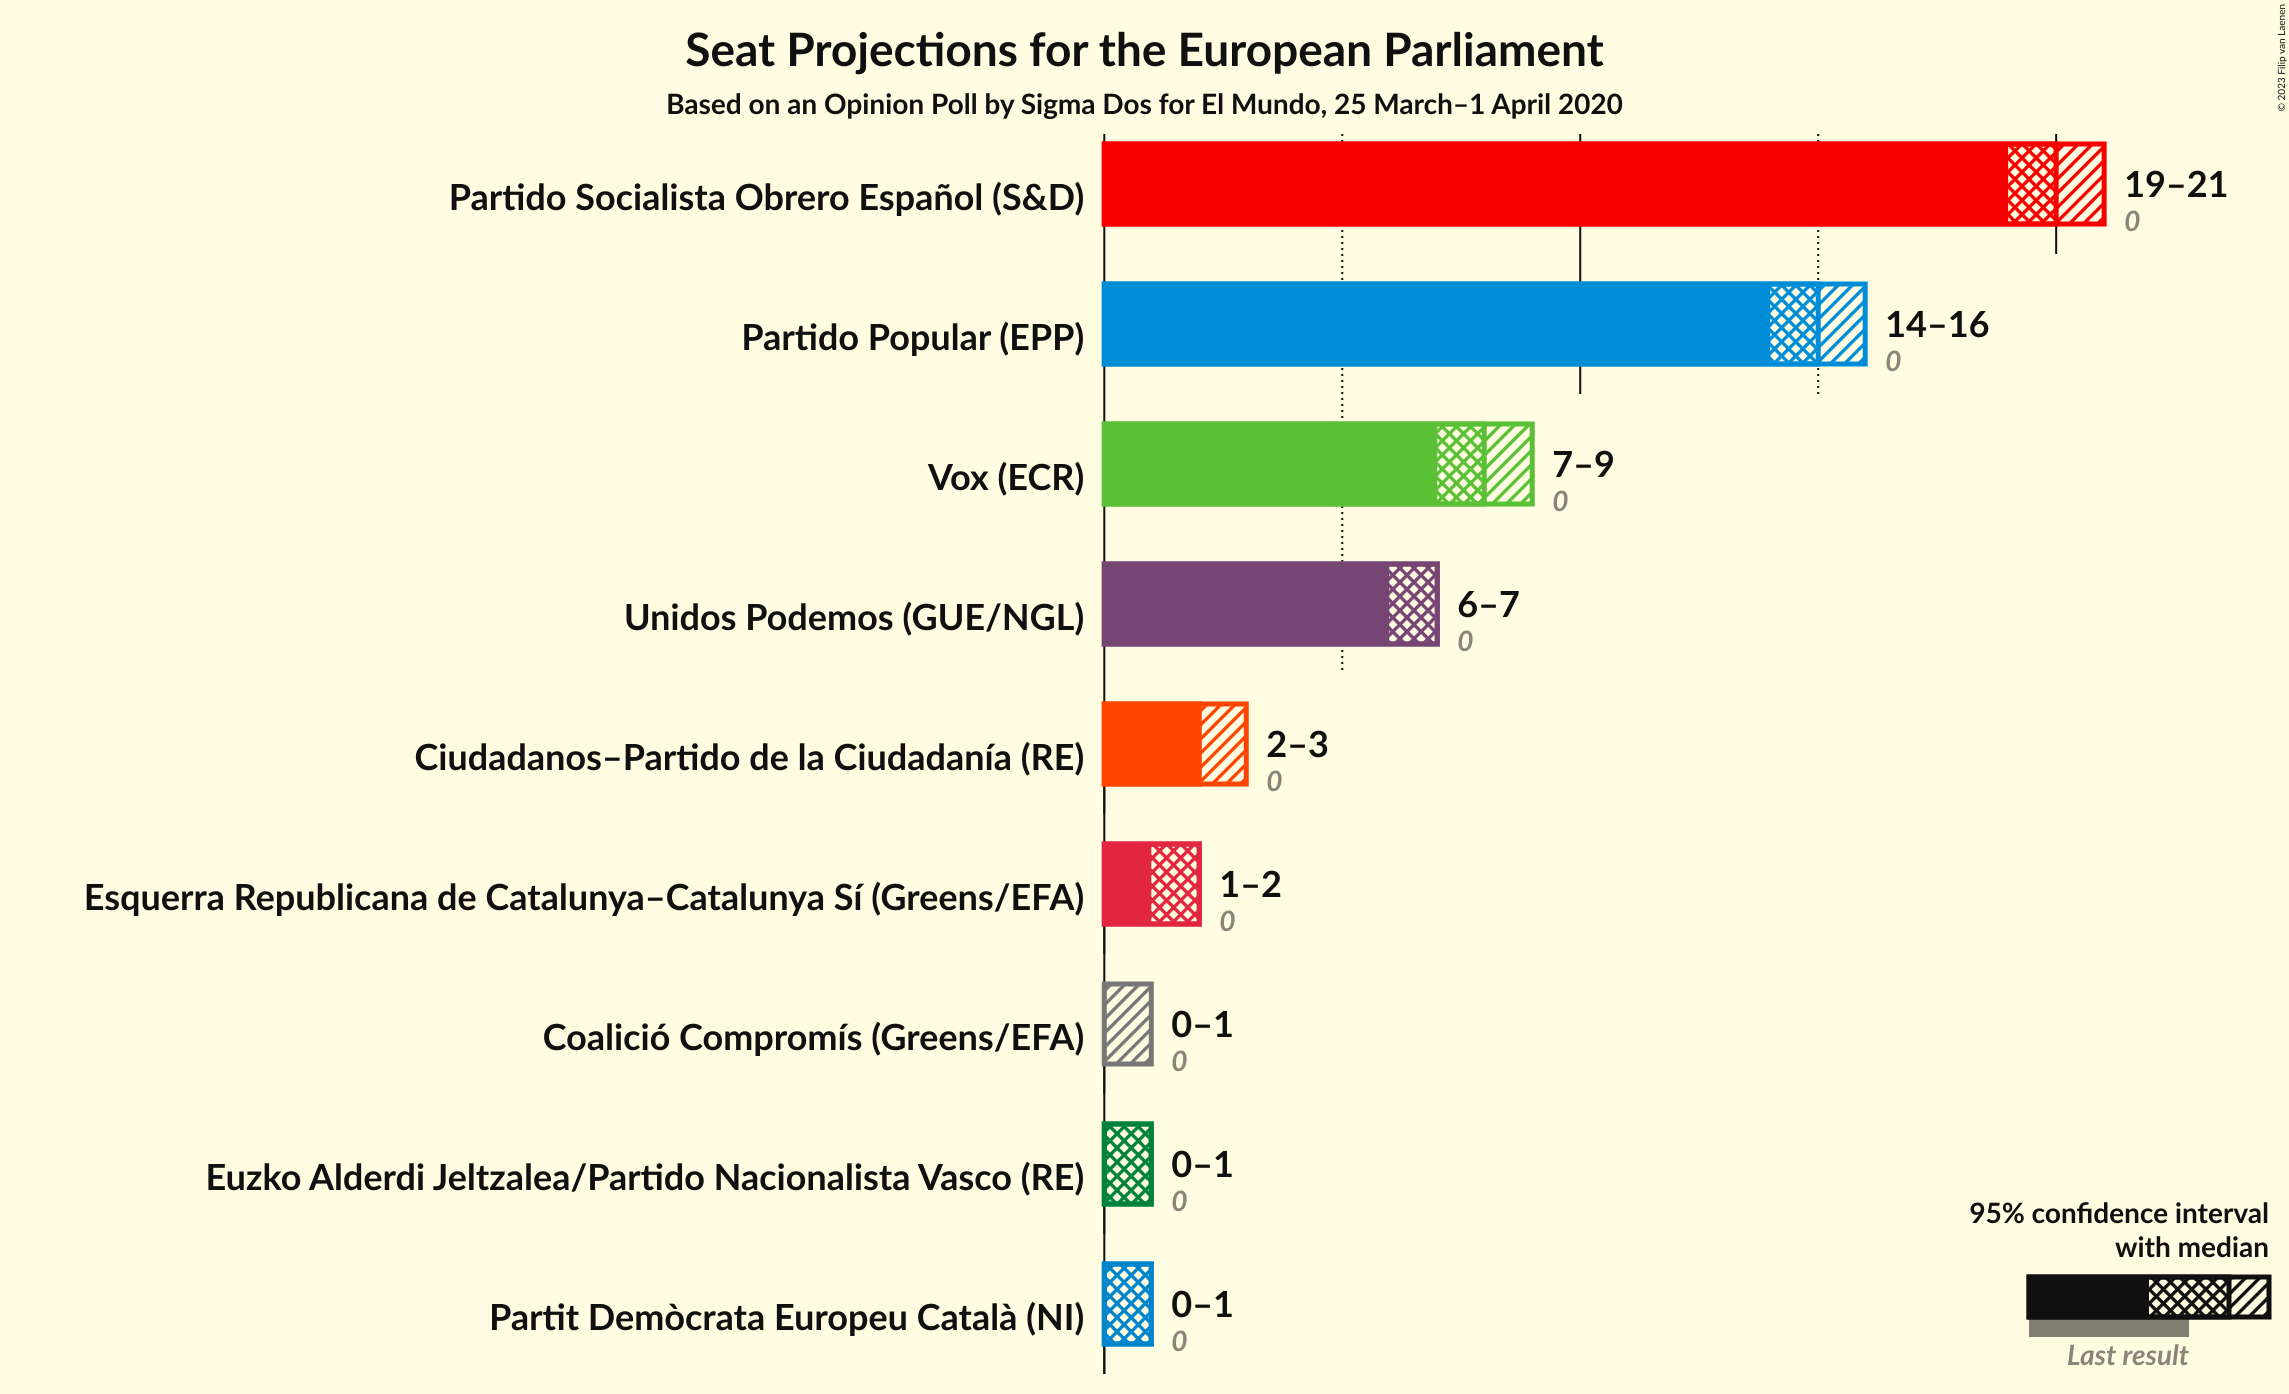 Seat Projections for the European Parliament
Based on an Opinion Poll by Sigma Dos for El Mundo, 25 March–1 April 2020
© 2023 Filip van Laenen
Partido Socialista Obrero Español (S&D)
19–21
0
Partido Popular (EPP)
14–16
0
Vox (ECR)
7–9
0
Unidos Podemos (GUE/NGL)
6–7
0
Ciudadanos–Partido de la Ciudadanía (RE)
2–3
0
Esquerra Republicana de Catalunya–Catalunya Sí (Greens/EFA)
1–2
0
Coalició Compromís (Greens/EFA)
0–1
0
Euzko Alderdi Jeltzalea/Partido Nacionalista Vasco (RE)
0–1
0
Partit Demòcrata Europeu Català (NI)
0–1
0
95% confidence interval
with median
Last result